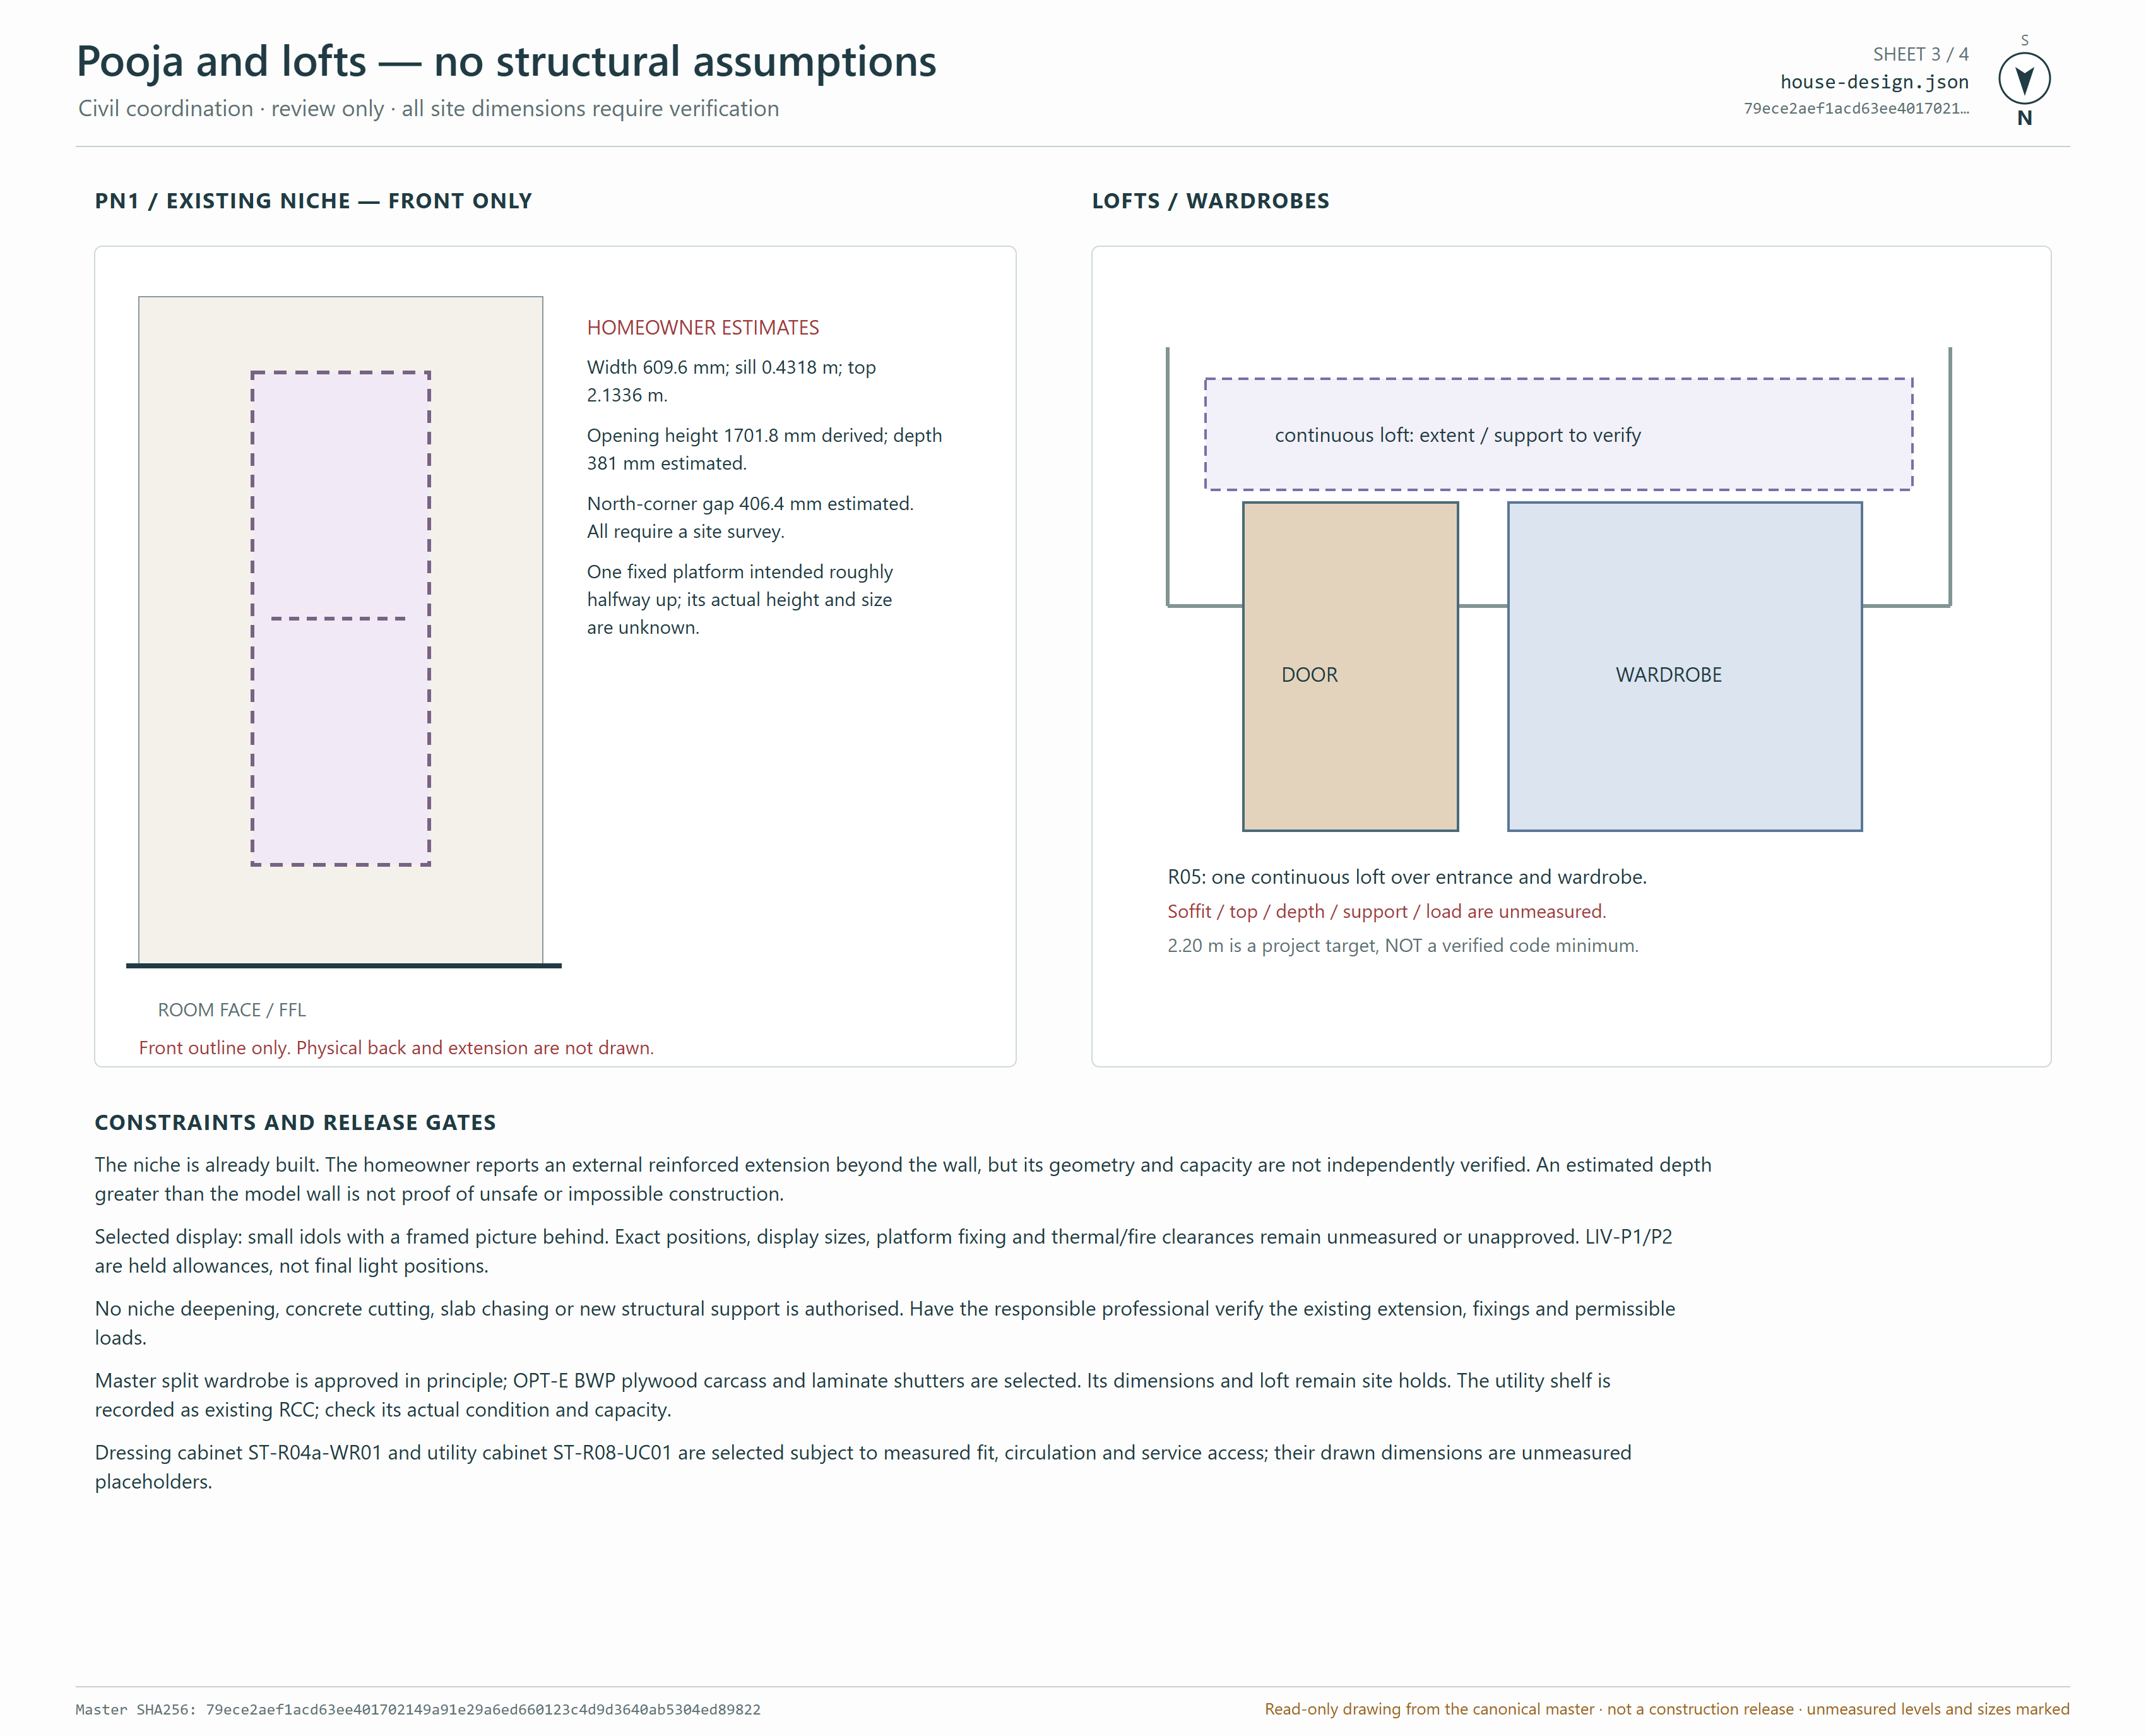 Pooja and lofts — no structural assumptions
Civil coordination · review only · all site dimensions require verification
SHEET 3 / 4
house-design.json
79ece2aef1acd63ee4017021…
S
N
PN1 / EXISTING NICHE — FRONT ONLY
HOMEOWNER ESTIMATES
Width 609.6 mm; sill 0.4318 m; top
2.1336 m.
Opening height 1701.8 mm derived; depth
381 mm estimated.
North-corner gap 406.4 mm estimated.
All require a site survey.
One fixed platform intended roughly
halfway up; its actual height and size
are unknown.
ROOM FACE / FFL
Front outline only. Physical back and extension are not drawn.
LOFTS / WARDROBES
continuous loft: extent / support to verify
DOOR
WARDROBE
R05: one continuous loft over entrance and wardrobe.
Soffit / top / depth / support / load are unmeasured.
2.20 m is a project target, NOT a verified code minimum.
CONSTRAINTS AND RELEASE GATES
The niche is already built. The homeowner reports an external reinforced extension beyond the wall, but its geometry and capacity are not independently verified. An estimated depth
greater than the model wall is not proof of unsafe or impossible construction.
Selected display: small idols with a framed picture behind. Exact positions, display sizes, platform fixing and thermal/fire clearances remain unmeasured or unapproved. LIV-P1/P2
are held allowances, not final light positions.
No niche deepening, concrete cutting, slab chasing or new structural support is authorised. Have the responsible professional verify the existing extension, fixings and permissible
loads.
Master split wardrobe is approved in principle; OPT-E BWP plywood carcass and laminate shutters are selected. Its dimensions and loft remain site holds. The utility shelf is
recorded as existing RCC; check its actual condition and capacity.
Dressing cabinet ST-R04a-WR01 and utility cabinet ST-R08-UC01 are selected subject to measured fit, circulation and service access; their drawn dimensions are unmeasured
placeholders.
Master SHA256: 79ece2aef1acd63ee401702149a91e29a6ed660123c4d9d3640ab5304ed89822
Read-only drawing from the canonical master · not a construction release · unmeasured levels and sizes marked